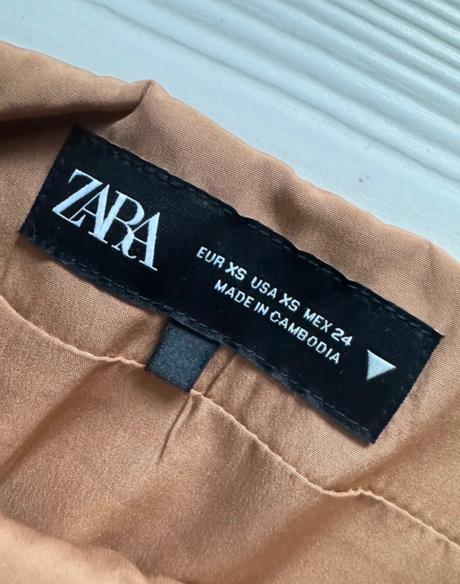 ZARA
EUR XS USA XS MEX 24
MADE IN CAMBODIA